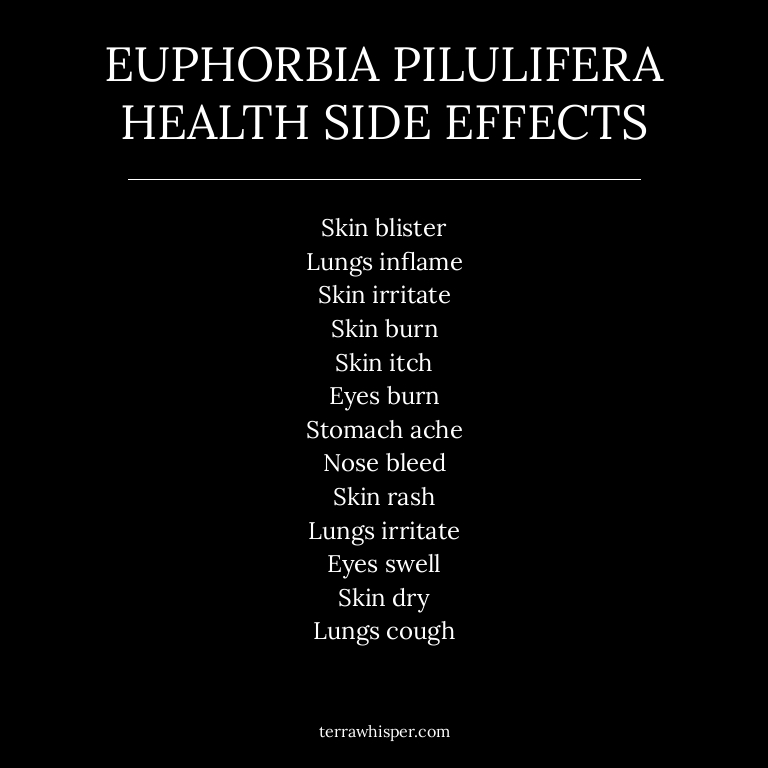 EUPHORBIA PILULIFERA
HEALTH SIDE EFFECTS
Skin blister
Lungs inflame
Skin irritate
Skin burn
Skin itch
Eyes burn
Stomach ache
Nose bleed
Skin rash
Lungs irritate
Eyes swell
Skin dry
Lungs cough
terrawhisper.com